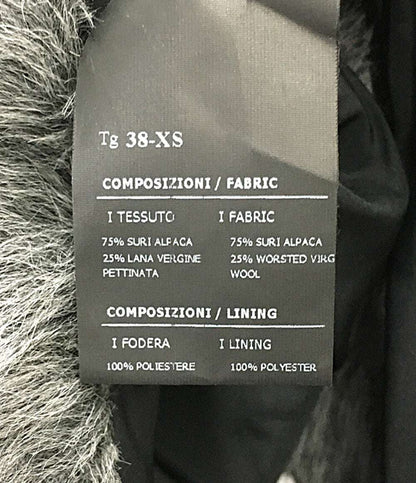 Tg 38-XS
COMPOSIZIONI / FABRIC
I TESSUTO I FABRIC
75% SURI ALPACA 75% SURI ALPACA
25% LANA VERGINE 25% WORSTED VIRG
PETTINATA WOOL
COMPOSIZIONI / LINING
I FODERA I LINING
100% POLIESTERE 100% POLYESTER